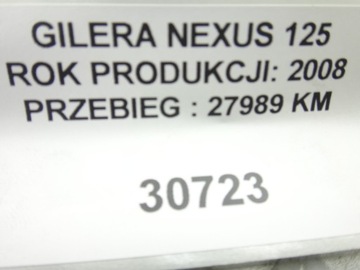 GILERA NEXUS 125
ROK PRODUKCJI: 2008
PRZEBIEG : 27989 KM
30723